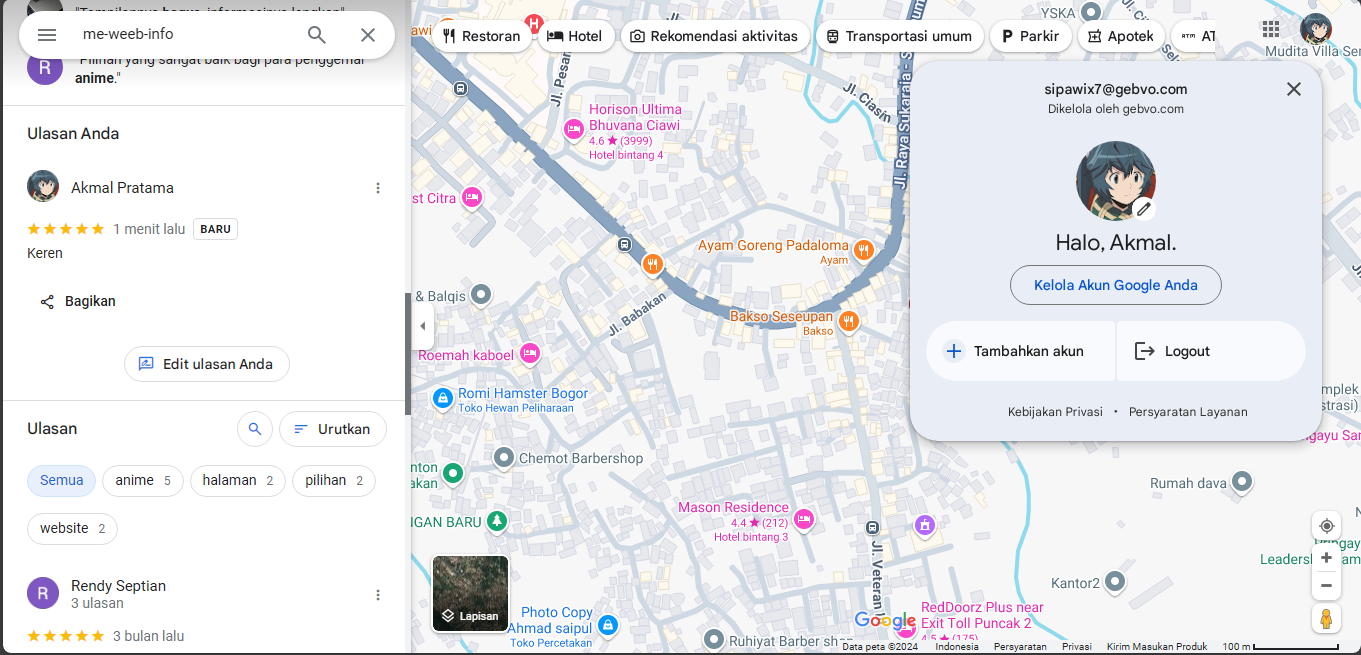 "Tampilannya bagus, informasinya lengkap"
me-weeb-info
R
"Pilihan yang sangat baik bagi para penggemar
anime."
Ulasan Anda
Akmal Pratama
1 menit lalu BARU
Keren
Bagikan
Edit ulasan Anda
Ulasan
Urutkan
Semua
anime 5
halaman 2
pilihan 2
website 2
R
Rendy Septian
3 ulasan
3 bulan lalu
Restoran
Hotel
Rekomendasi aktivitas
Transportasi umum
P Parkir
Apotek
ATM AT
awi
H
YSKA
Mudita Villa Ser
Jl. Pesan
Jl. Ciasin
Jl. Raya Sukaraja - S
Horison Ultima
Bhuvana Ciawi
4.6 ★ (3999)
Hotel bintang 4
st Citra
Ayam Goreng Padaloma
Ayam
& Balqis
Jl. Babakan
Bakso Seseupan
Bakso
Roemah kaboel
Romi Hamster Bogor
Toko Hewan Peliharaan
Chemot Barbershop
nton
akan
Mason Residence
4.4 ★ (212)
Hotel bintang 3
NGAN BARU
Jl. Veteran
Lapisan
Photo Copy
Ahmad saipul
Toko Percetakan
Ruhiyat Barber shop
Google
RedDoorz Plus near
Exit Toll Puncak 2
4.5 ★ (175)
Kantor2
Rumah dava
Leadersh
sipawix7@gebvo.com
Dikelola oleh gebvo.com
Halo, Akmal.
Kelola Akun Google Anda
Tambahkan akun
Logout
Kebijakan Privasi • Persyaratan Layanan
mplek
strasi)
gayu Sar
Data peta ©2024 Indonesia Persyaratan Privasi Kirim Masukan Produk 100 m